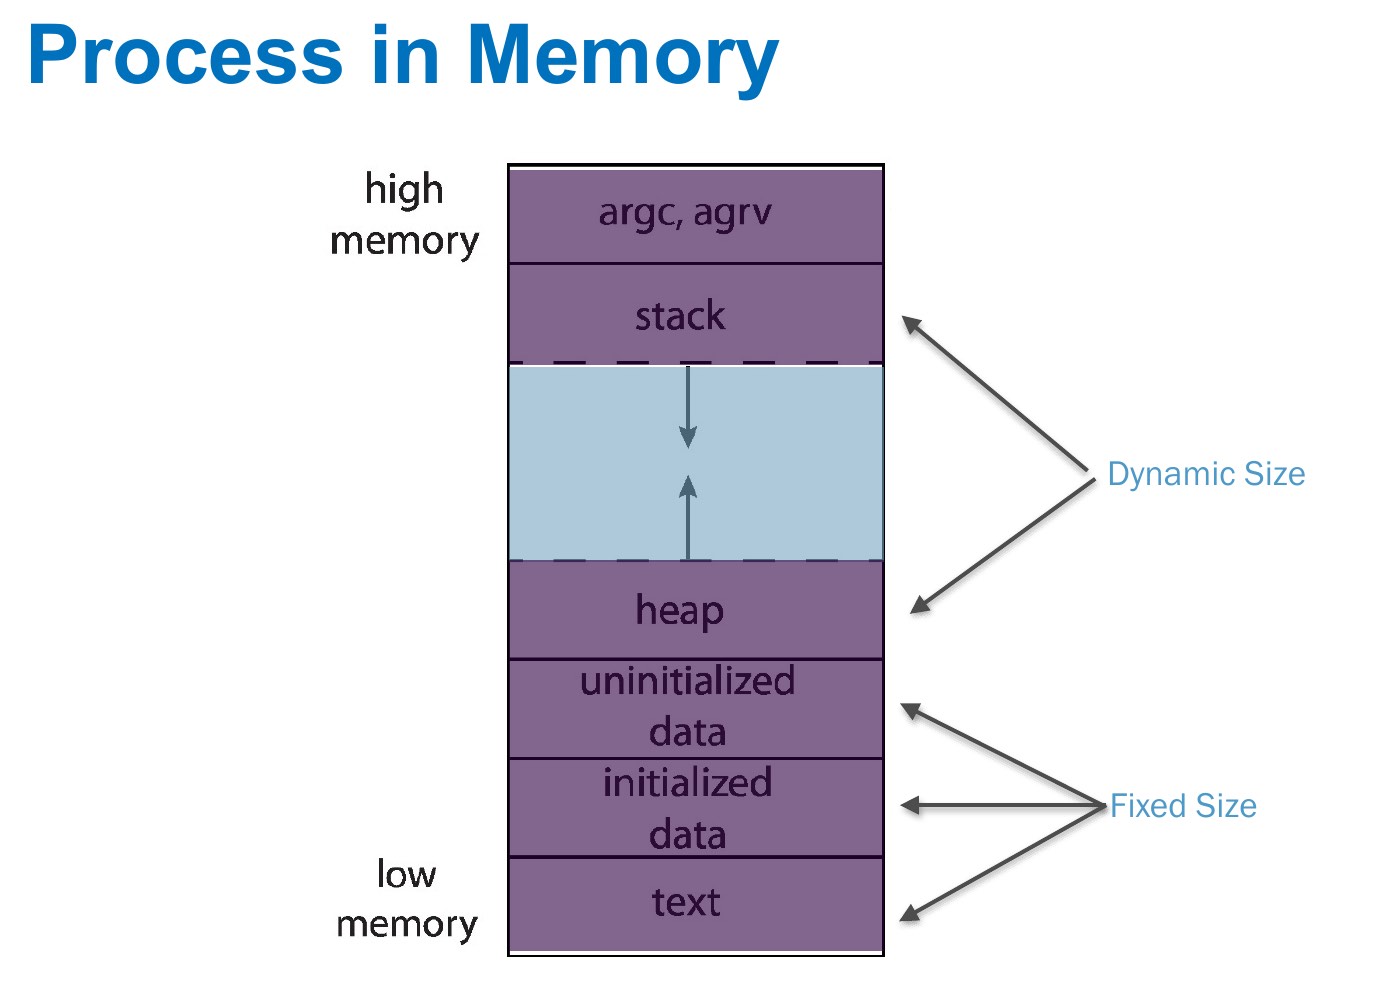 Process in Memory
high
memory
argc, agrv
stack
Dynamic Size
heap
uninitialized
data
initialized
data
Fixed Size
low
memory
text